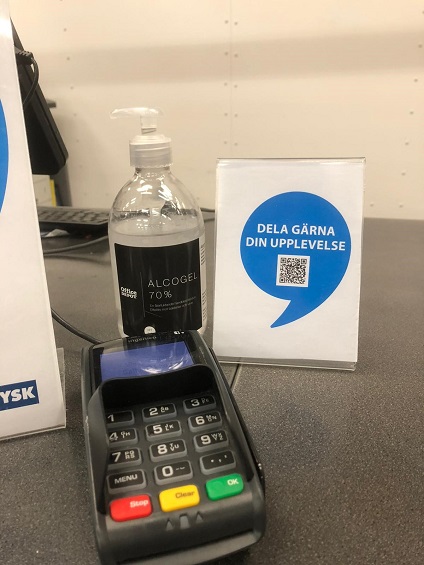 DELA GÄRNA
DIN UPPLEVELSE
Office
DEPOT
ALCOGEL
70%
YSK
1
2 ABC
3
4
5
6
7
8
9
MENU
0
.,
Stop
Clear
OK